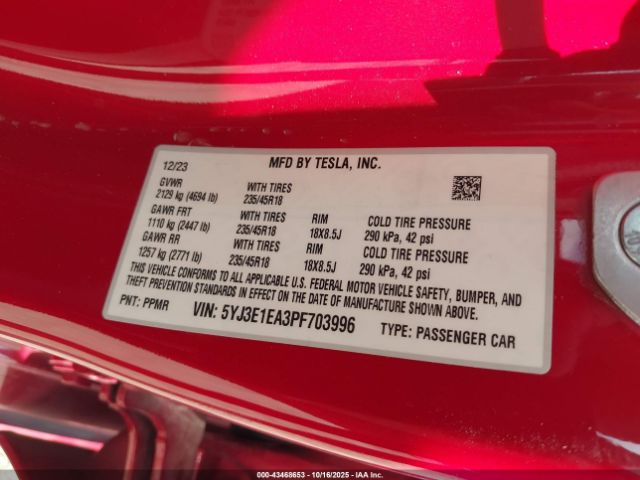 12/23 MFD BY TESLA, INC.
GVWR WITH TIRES
2129 kg (4694 lb) 235/45R18
GAWR FRT WITH TIRES RIM COLD TIRE PRESSURE
1110 kg (2447 lb) 235/45R18 18X8.5J 290 kPa, 42 psi
GAWR RR WITH TIRES RIM COLD TIRE PRESSURE
1257 kg (2771 lb) 235/45R18 18X8.5J 290 kPa, 42 psi
THIS VEHICLE CONFORMS TO ALL APPLICABLE U.S. FEDERAL MOTOR VEHICLE SAFETY, BUMPER, AND
THEFT PREVENTION STANDARDS IN EFFECT ON THE DATE OF MANUFACTURE SHOWN ABOVE.
PNT: PPMR VIN: 5YJ3E1EA3PF703996 TYPE: PASSENGER CAR
000-43468653 - 10/16/2025 - IAA Inc.